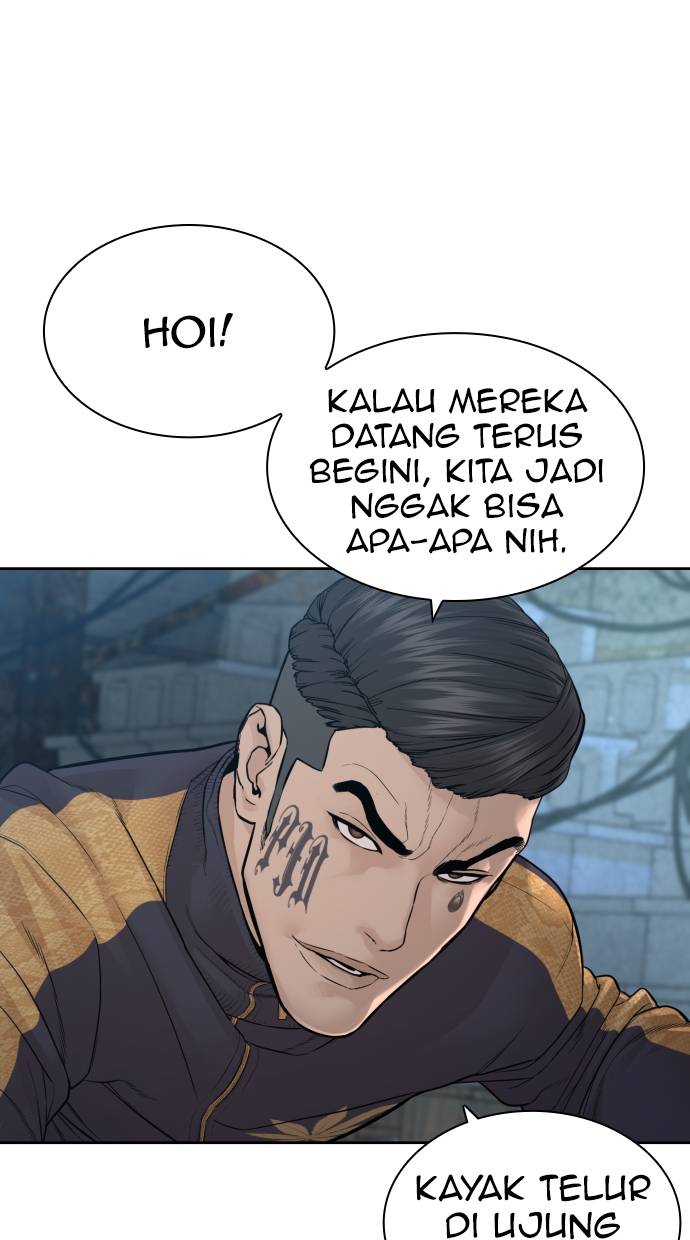 HOI!
KALAU MEREKA
DATANG TERUS
BEGINI, KITA JADI
NGGAK BISA
APA-APA NIH.
KAYAK TELUR
DI UJUNG